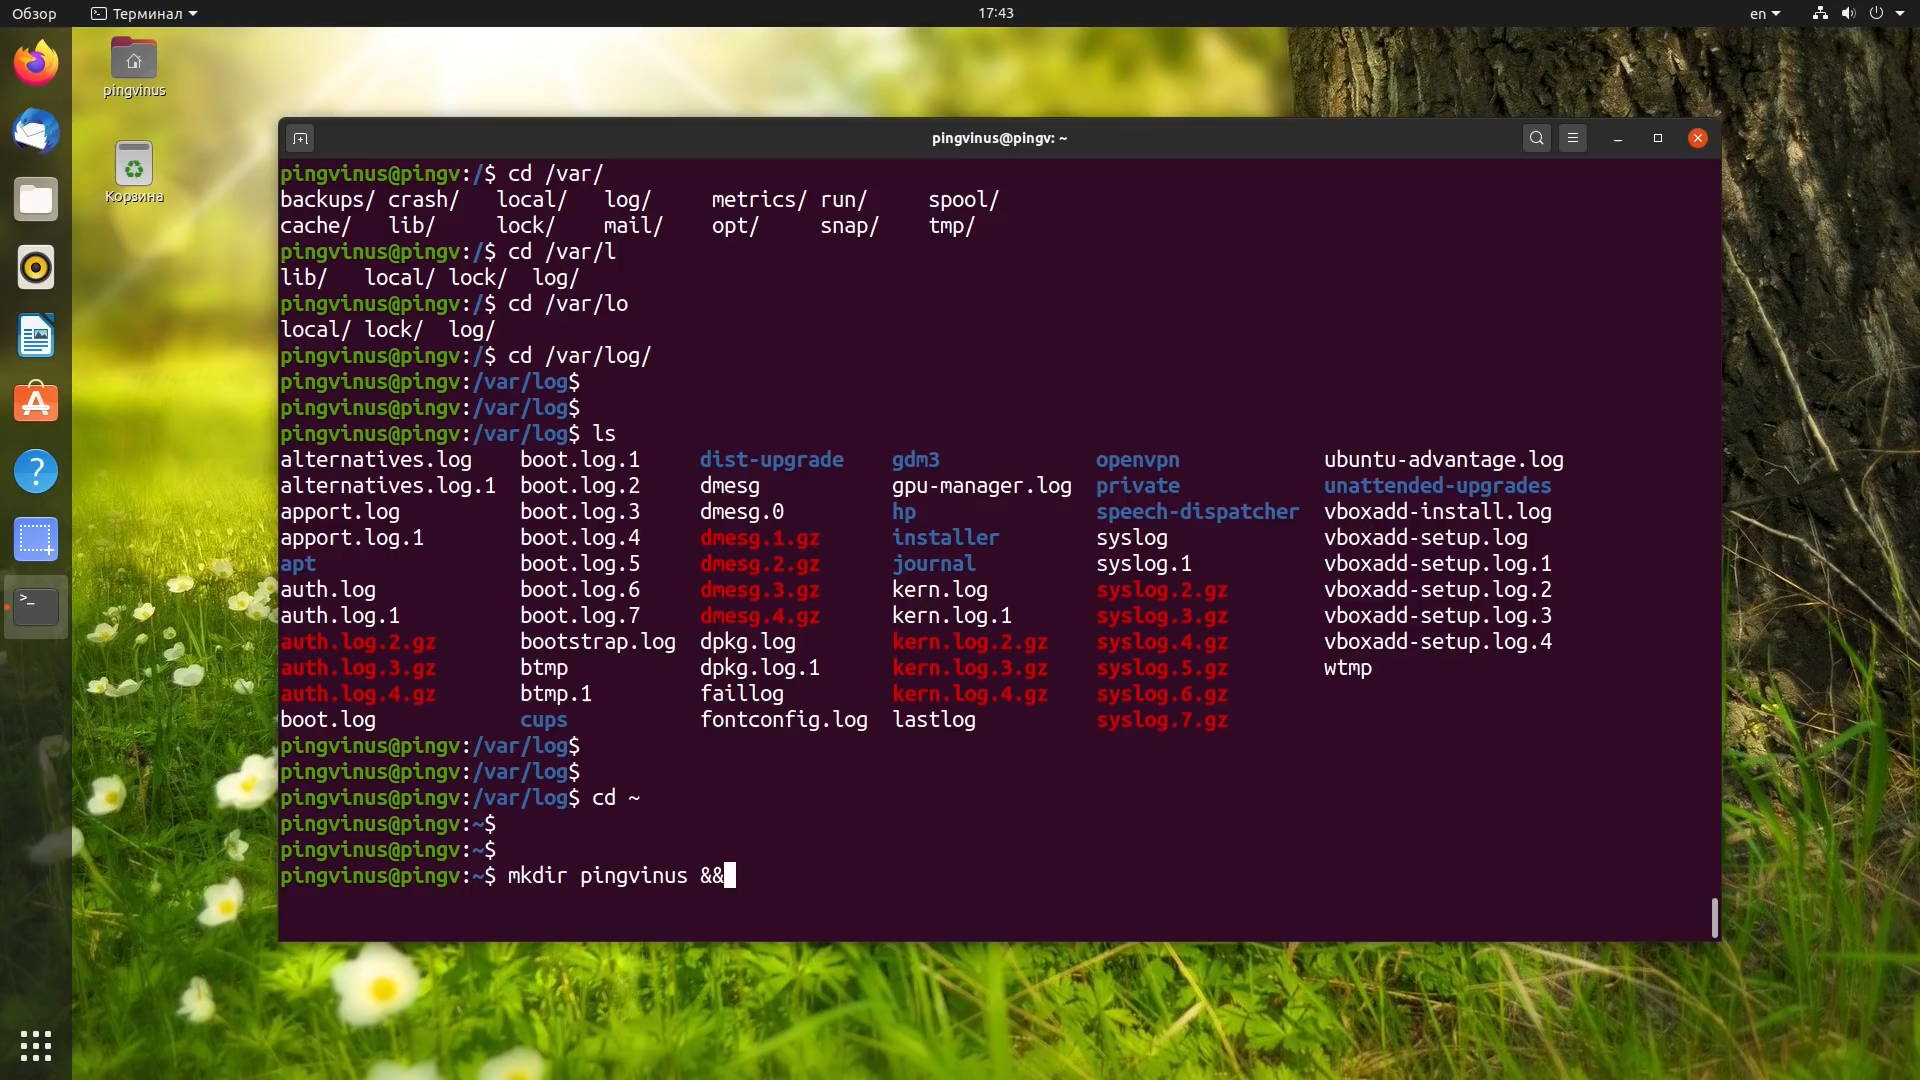 Обзор Терминал 17:43 en
pingvinus
Корзина
pingvinus@pingv: ~
pingvinus@pingv:/$ cd /var/
backups/ crash/ local/ log/ metrics/ run/ spool/
cache/ lib/ lock/ mail/ opt/ snap/ tmp/
pingvinus@pingv:/$ cd /var/l
lib/ local/ lock/ log/
pingvinus@pingv:/$ cd /var/lo
local/ lock/ log/
pingvinus@pingv:/$ cd /var/log/
pingvinus@pingv:/var/log$
pingvinus@pingv:/var/log$
pingvinus@pingv:/var/log$ ls
alternatives.log boot.log.1 dist-upgrade gdm3 openvpn ubuntu-advantage.log
alternatives.log.1 boot.log.2 dmesg gpu-manager.log private unattended-upgrades
apport.log boot.log.3 dmesg.0 hp speech-dispatcher vboxadd-install.log
apport.log.1 boot.log.4 dmesg.1.gz installer syslog vboxadd-setup.log
apt boot.log.5 dmesg.2.gz journal syslog.1 vboxadd-setup.log.1
auth.log boot.log.6 dmesg.3.gz kern.log syslog.2.gz vboxadd-setup.log.2
auth.log.1 boot.log.7 dmesg.4.gz kern.log.1 syslog.3.gz vboxadd-setup.log.3
auth.log.2.gz bootstrap.log dpkg.log kern.log.2.gz syslog.4.gz vboxadd-setup.log.4
auth.log.3.gz btmp dpkg.log.1 kern.log.3.gz syslog.5.gz wtmp
auth.log.4.gz btmp.1 faillog kern.log.4.gz syslog.6.gz
boot.log cups fontconfig.log lastlog syslog.7.gz
pingvinus@pingv:/var/log$
pingvinus@pingv:/var/log$
pingvinus@pingv:/var/log$ cd ~
pingvinus@pingv:~$
pingvinus@pingv:~$
pingvinus@pingv:~$ mkdir pingvinus &&